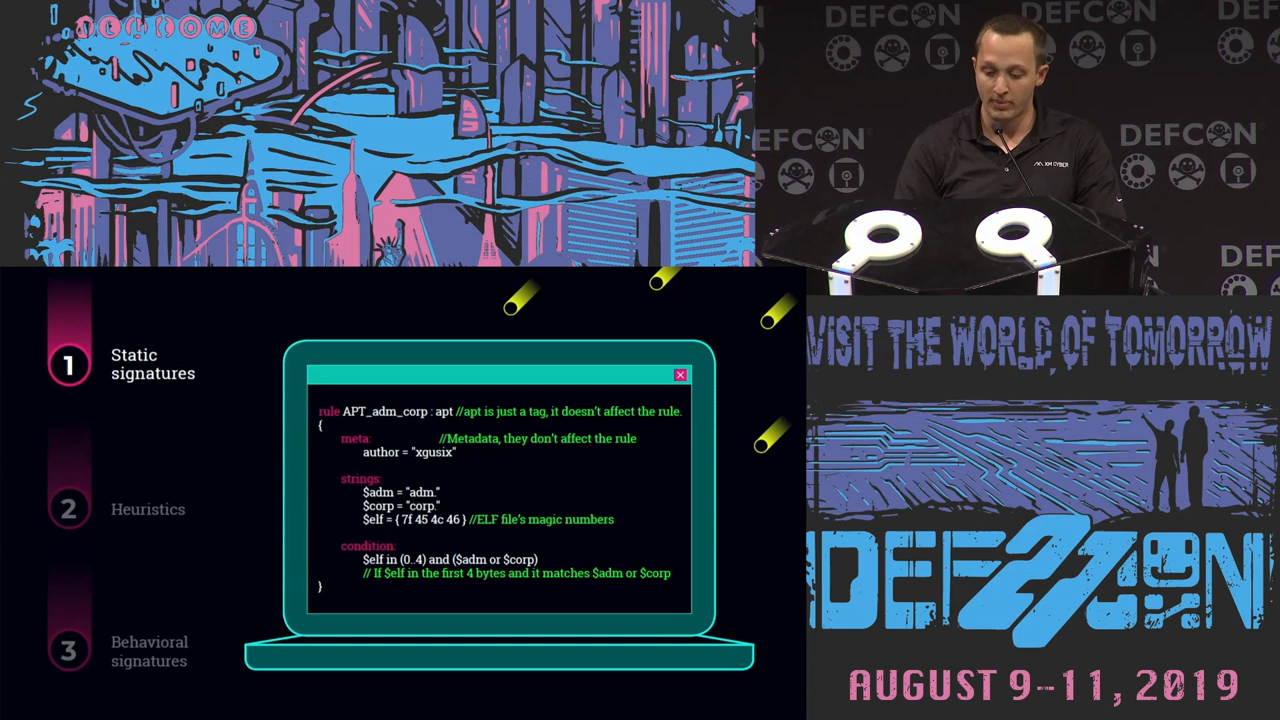 WELCOME
DEFCON
DEFCON
DEFCON
DEFCON
DEFCON
XM CYBER
DEF
1
Static
signatures
2
Heuristics
3
Behavioral
signatures
rule APT_adm_corp : apt //apt is just a tag, it doesn't affect the rule.
{
meta: //Metadata, they don't affect the rule
author = "xgusix"
strings:
$adm = "adm."
$corp = "corp."
$elf = { 7f 45 4c 46 } //ELF file's magic numbers
condition:
$elf in (0..4) and ($adm or $corp)
// If $elf in the first 4 bytes and it matches $adm or $corp
}
VISIT THE WORLD OF TOMORROW
DEF27CON
AUGUST 9-11, 2019